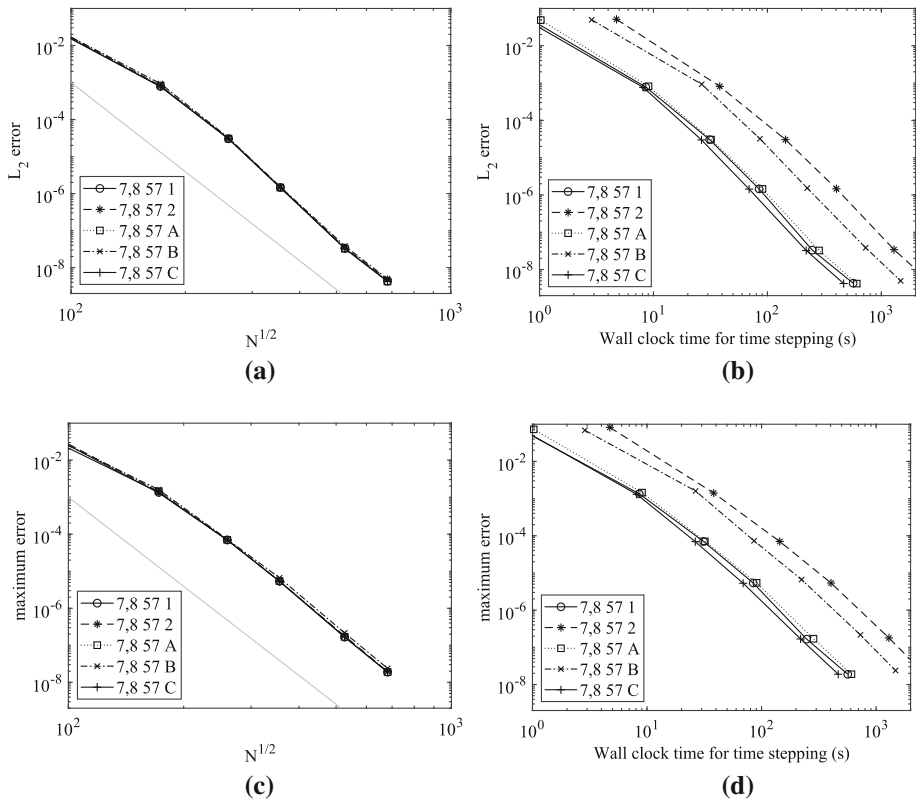 10^-2
10^-4
10^-6
10^-8
L_2 error
7,8 57 1
7,8 57 2
7,8 57 A
7,8 57 B
7,8 57 C
10^2
10^3
N^1/2
(a)
10^-2
10^-4
10^-6
10^-8
L_2 error
7,8 57 1
7,8 57 2
7,8 57 A
7,8 57 B
7,8 57 C
10^0
10^1
10^2
10^3
Wall clock time for time stepping (s)
(b)
10^-2
10^-4
10^-6
10^-8
maximum error
7,8 57 1
7,8 57 2
7,8 57 A
7,8 57 B
7,8 57 C
10^2
10^3
N^1/2
(c)
10^-2
10^-4
10^-6
10^-8
maximum error
7,8 57 1
7,8 57 2
7,8 57 A
7,8 57 B
7,8 57 C
10^0
10^1
10^2
10^3
Wall clock time for time stepping (s)
(d)